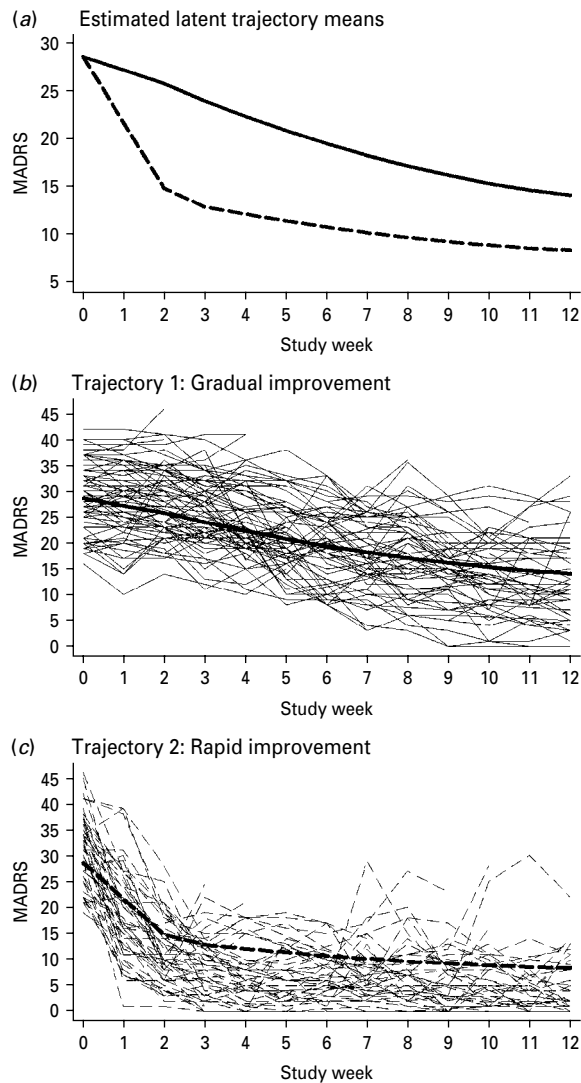 (a) Estimated latent trajectory means
30
25
20
15
10
5
MADRS
0 1 2 3 4 5 6 7 8 9 10 11 12
Study week
(b) Trajectory 1: Gradual improvement
45
40
35
30
25
20
15
10
5
0
MADRS
0 1 2 3 4 5 6 7 8 9 10 11 12
Study week
(c) Trajectory 2: Rapid improvement
45
40
35
30
25
20
15
10
5
0
MADRS
0 1 2 3 4 5 6 7 8 9 10 11 12
Study week